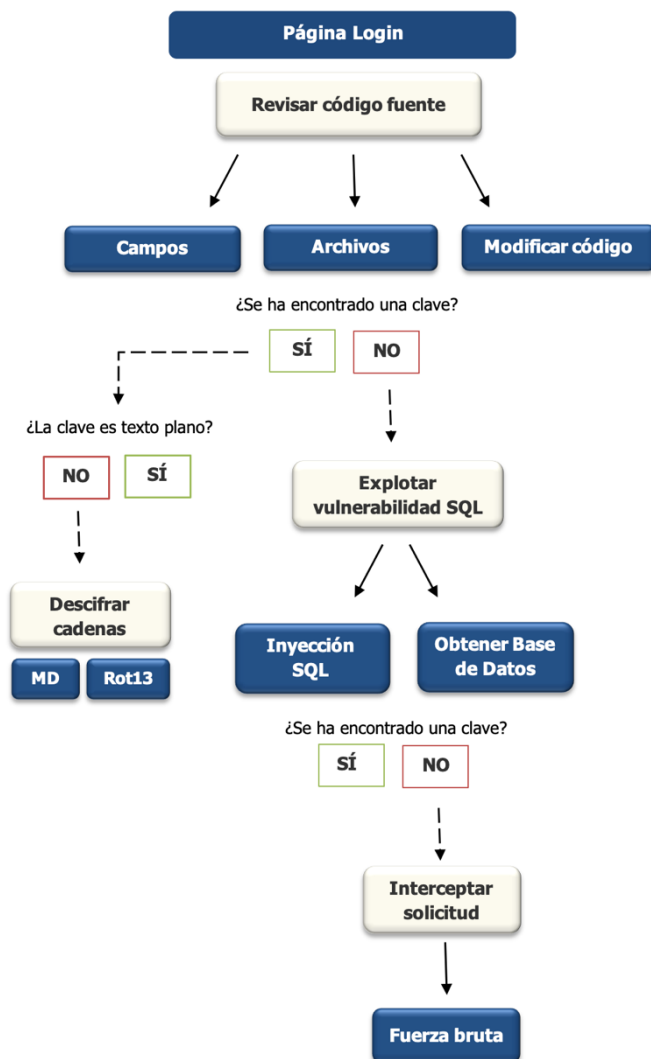 Página Login
Revisar código fuente
Campos
Archivos
Modificar código
¿Se ha encontrado una clave?
SÍ
NO
¿La clave es texto plano?
NO
SÍ
Explotar
vulnerabilidad SQL
Descifrar
cadenas
MD
Rot13
Inyección
SQL
Obtener Base
de Datos
¿Se ha encontrado una clave?
SÍ
NO
Interceptar
solicitud
Fuerza bruta